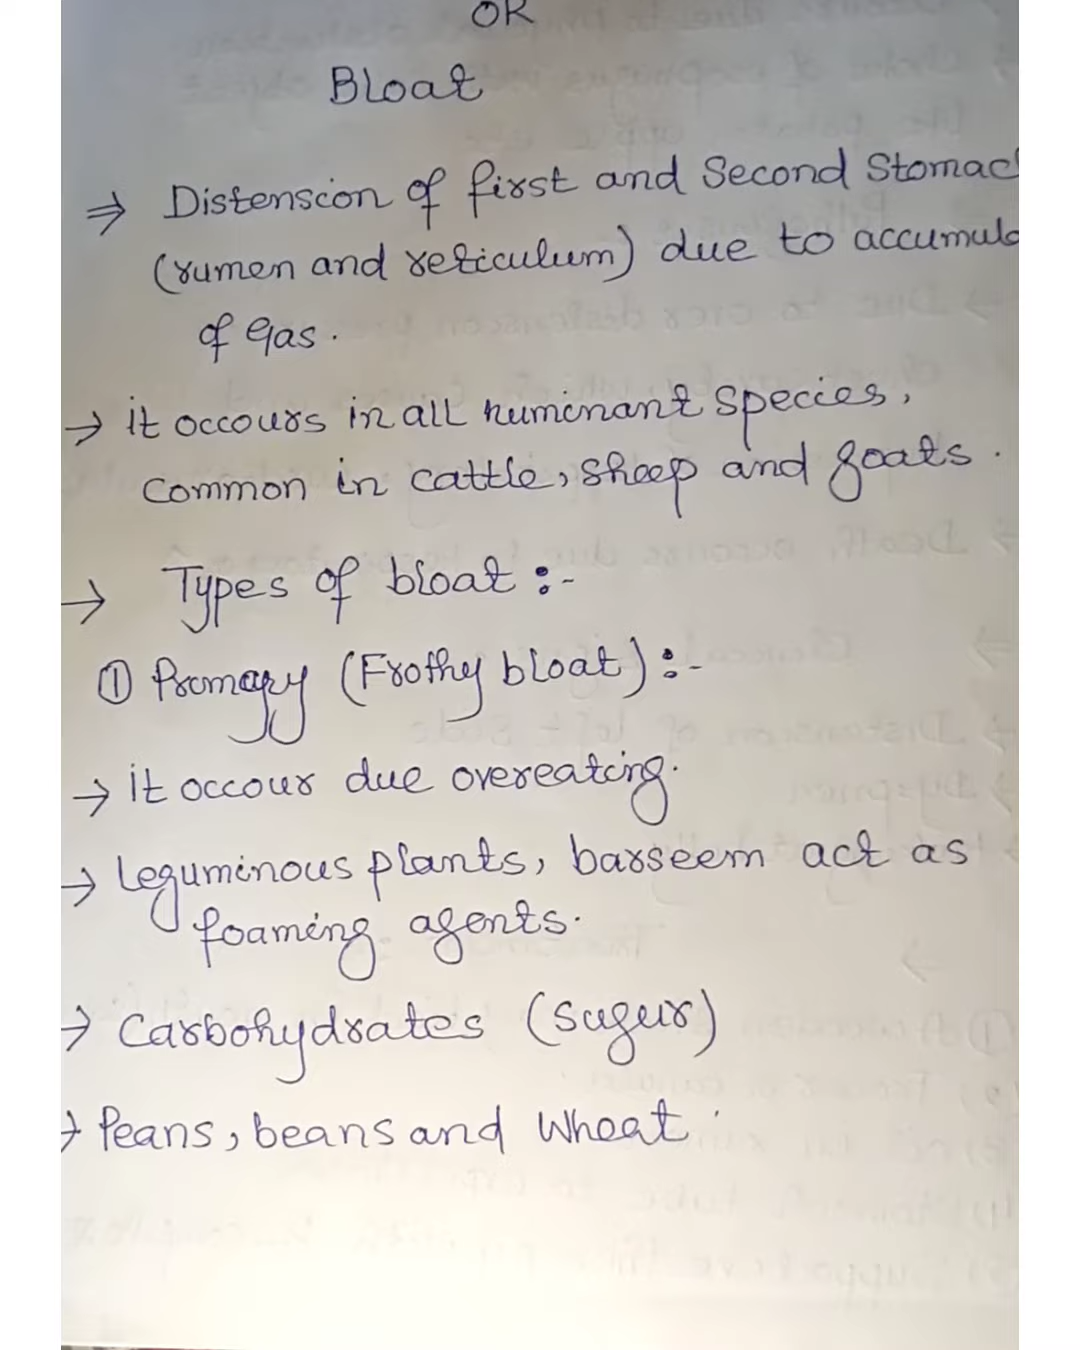 OR
Bloat
⇒ Distenscion of first and Second Stomac
(rumen and reticulum) due to accumula
of Gas.
→ it occours in all ruminant species,
common in cattle, sheep and goats.
→ Types of bloat :-
① Primary (Frothy bloat) :-
→ it occour due overeating.
→ leguminous plants, barseem act as
foaming agents.
→ Carbohydrates (sugur)
→ Peans, beans and wheat.